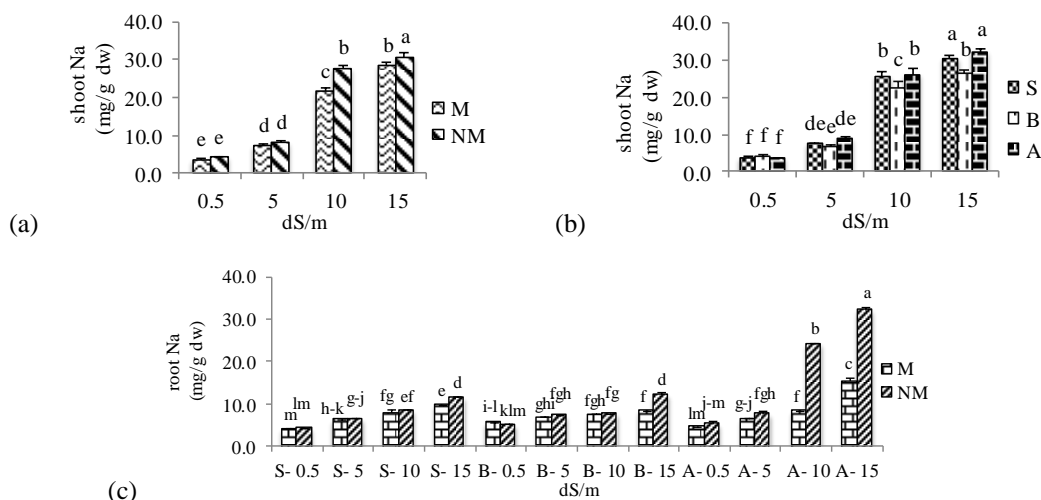 shoot Na
(mg/g dw)
40.0
30.0
20.0
10.0
0.0
e e
d d
c b
b a
M
NM
0.5 5 10 15
dS/m
(a)
shoot Na
(mg/g dw)
40.0
30.0
20.0
10.0
0.0
f f f
de e de
b c b
a b a
S
B
A
0.5 5 10 15
dS/m
(b)
root Na
(mg/g dw)
40.0
30.0
20.0
10.0
0.0
m lm h-k g-j fg ef e d i-l klm ghi fgh fgh fg f d lm j-m g-j fgh f b c a
M
NM
S- 0.5 S- 5 S- 10 S- 15 B- 0.5 B- 5 B- 10 B- 15 A- 0.5 A- 5 A- 10 A- 15
dS/m
(c)